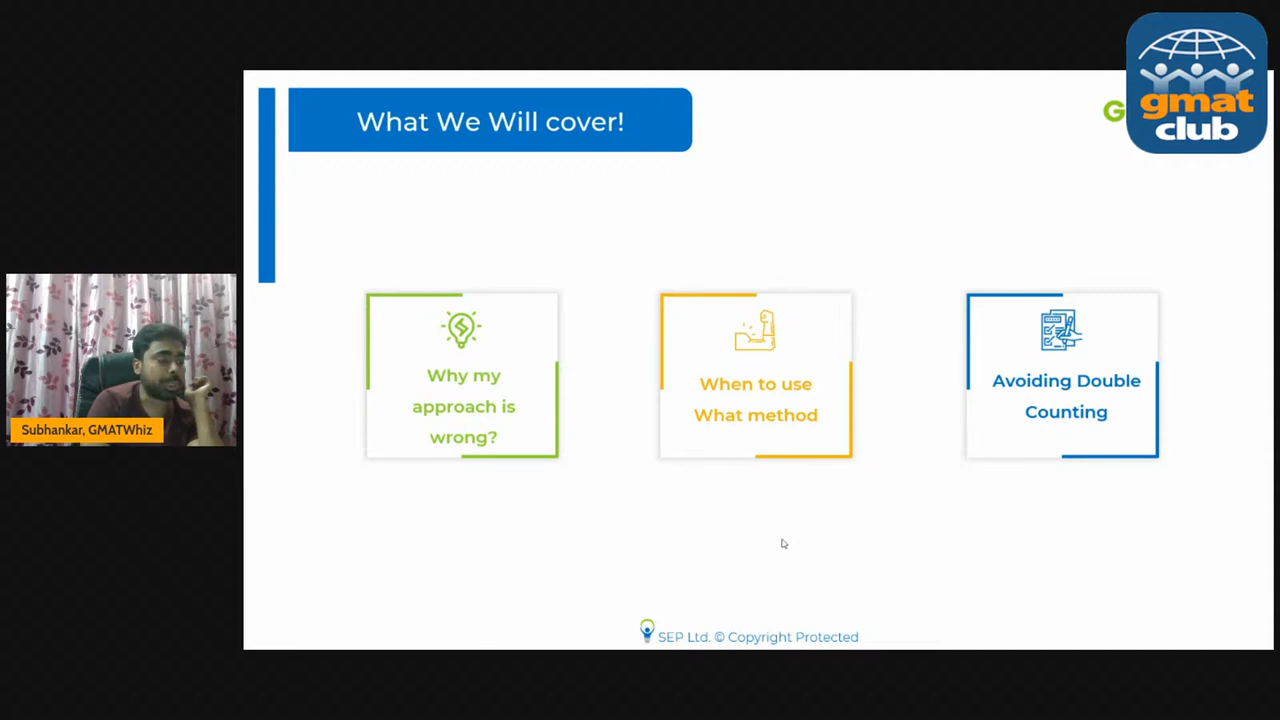 What We Will cover!
G
gmat
club
Why my
approach is
wrong?
When to use
What method
Avoiding Double
Counting
Subhankar, GMATWhiz
SEP Ltd. © Copyright Protected